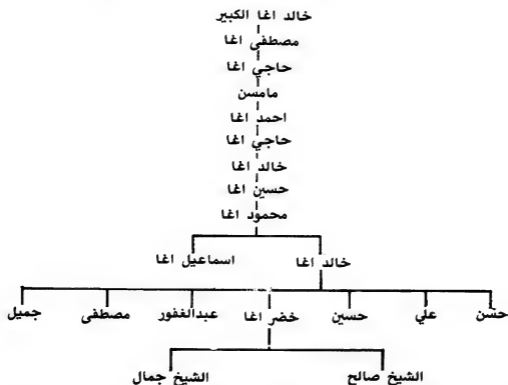 خالد اغا الكبير
مصطفى اغا
حاجي اغا
مامسن
احمد اغا
حاجي اغا
خالد اغا
حسين اغا
محمود اغا
خالد اغا اسماعيل اغا
حسن علي حسين خضر اغا عبدالغفور مصطفى جميل
الشيخ صالح الشيخ جمال